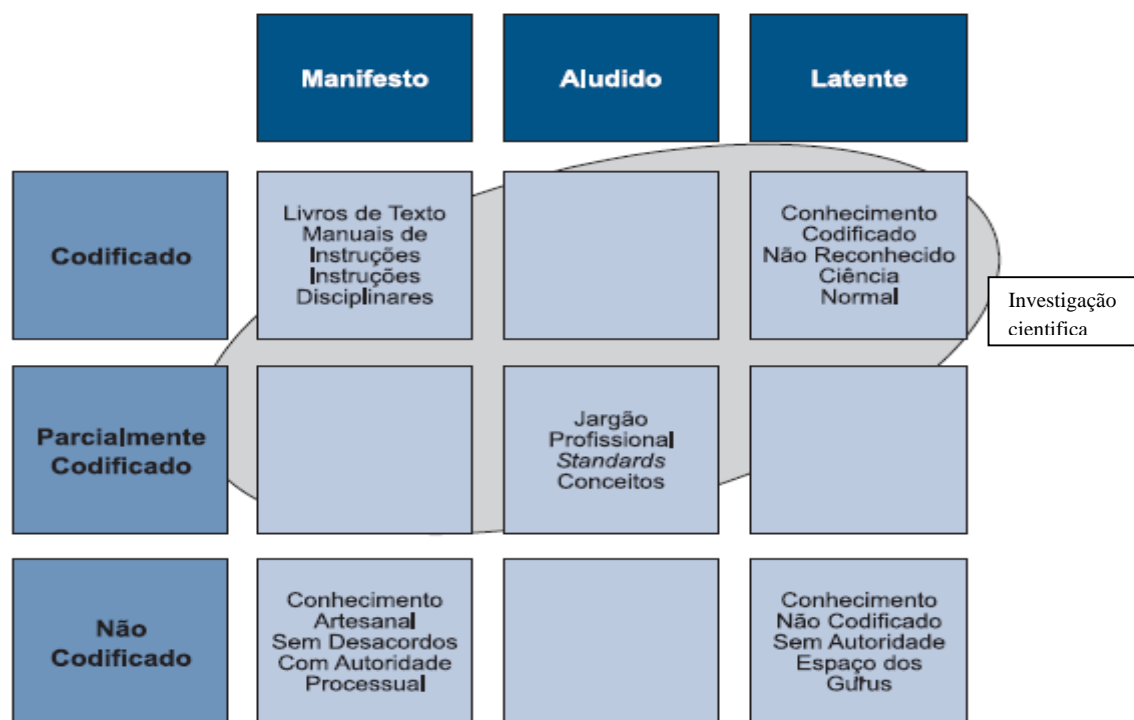 Manifesto
Aludido
Latente
Codificado
Livros de Texto
Manuais de
Instruções
Instruções
Disciplinares
Conhecimento
Codificado
Não Reconhecido
Ciência
Normal
Investigação
cientifica
Parcialmente
Codificado
Jargão
Profissional
Standards
Conceitos
Não
Codificado
Conhecimento
Artesanal
Sem Desacordos
Com Autoridade
Processual
Conhecimento
Não Codificado
Sem Autoridade
Espaço dos
Gurus